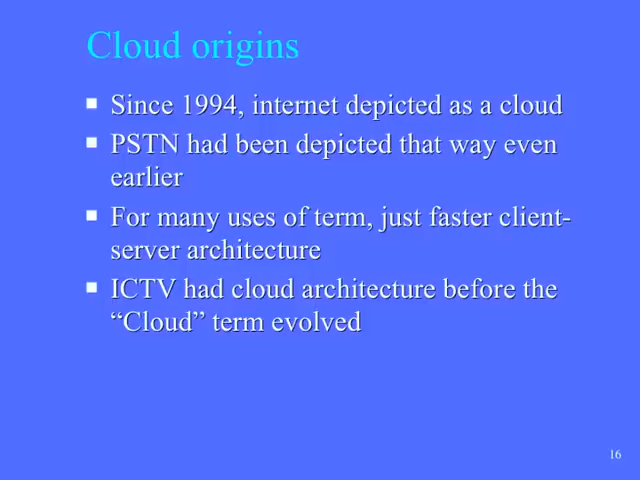 Cloud origins
Since 1994, internet depicted as a cloud
PSTN had been depicted that way even
earlier
For many uses of term, just faster client-
server architecture
ICTV had cloud architecture before the
“Cloud” term evolved
16